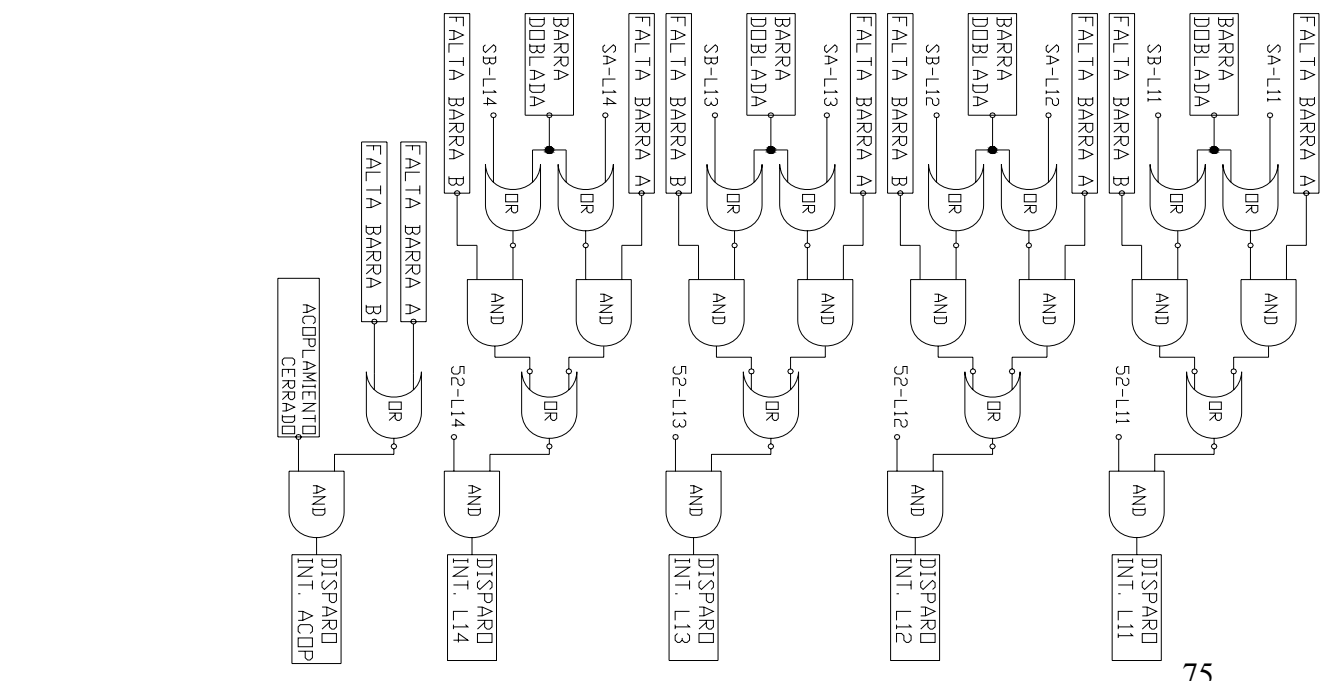 FALTA BARRA A
SA-L11
BARRA
DOBLADA
SB-L11
FALTA BARRA B
OR
OR
AND
AND
OR
52-L11
AND
DISPARO
INT. L11
FALTA BARRA A
SA-L12
BARRA
DOBLADA
SB-L12
FALTA BARRA B
OR
OR
AND
AND
OR
52-L12
AND
DISPARO
INT. L12
FALTA BARRA A
SA-L13
BARRA
DOBLADA
SB-L13
FALTA BARRA B
OR
OR
AND
AND
OR
52-L13
AND
DISPARO
INT. L13
FALTA BARRA A
SA-L14
BARRA
DOBLADA
SB-L14
FALTA BARRA B
OR
OR
AND
AND
OR
52-L14
AND
DISPARO
INT. L14
FALTA BARRA A
FALTA BARRA B
OR
ACOPLAMIENTO
CERRADO
AND
DISPARO
INT. ACOP
75